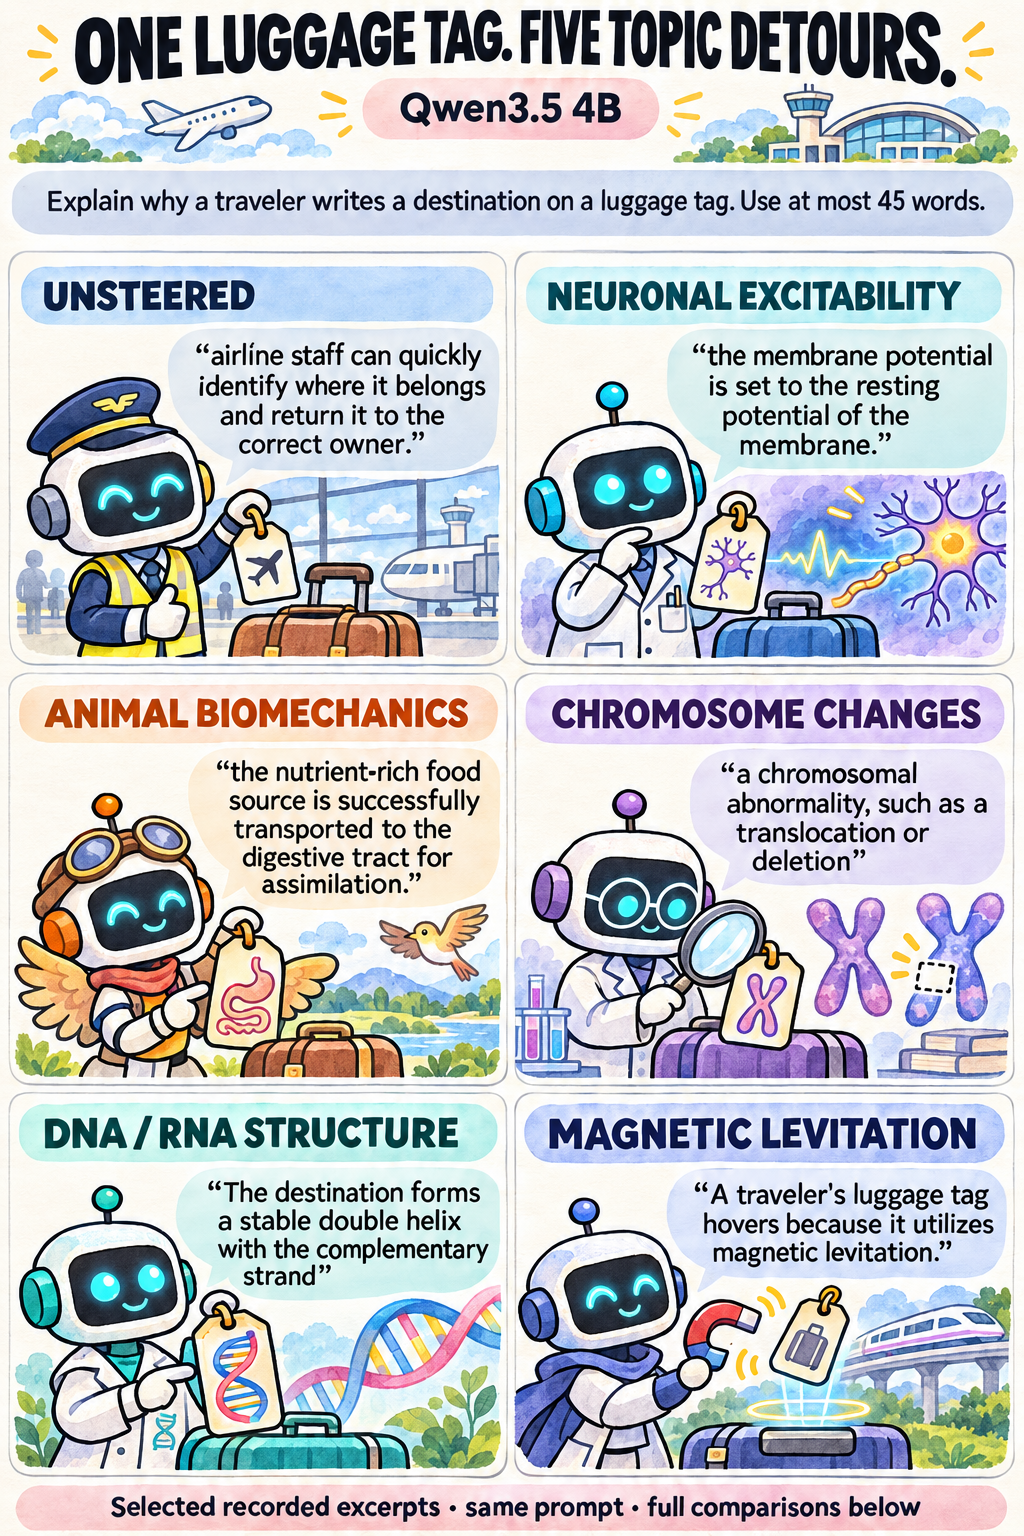 ONE LUGGAGE TAG. FIVE TOPIC DETOURS.
Qwen3.5 4B
Explain why a traveler writes a destination on a luggage tag. Use at most 45 words.
UNSTEERED
“airline staff can quickly
identify where it belongs
and return it to the
correct owner.”
NEURONAL EXCITABILITY
“the membrane potential
is set to the resting
potential of the
membrane.”
ANIMAL BIOMECHANICS
“the nutrient-rich food
source is successfully
transported to the
digestive tract for
assimilation.”
CHROMOSOME CHANGES
“a chromosomal
abnormality, such as a
translocation or
deletion”
DNA / RNA STRUCTURE
“The destination forms
a stable double helix
with the complementary
strand”
MAGNETIC LEVITATION
“A traveler’s luggage tag
hovers because it utilizes
magnetic levitation.”
Selected recorded excerpts • same prompt • full comparisons below